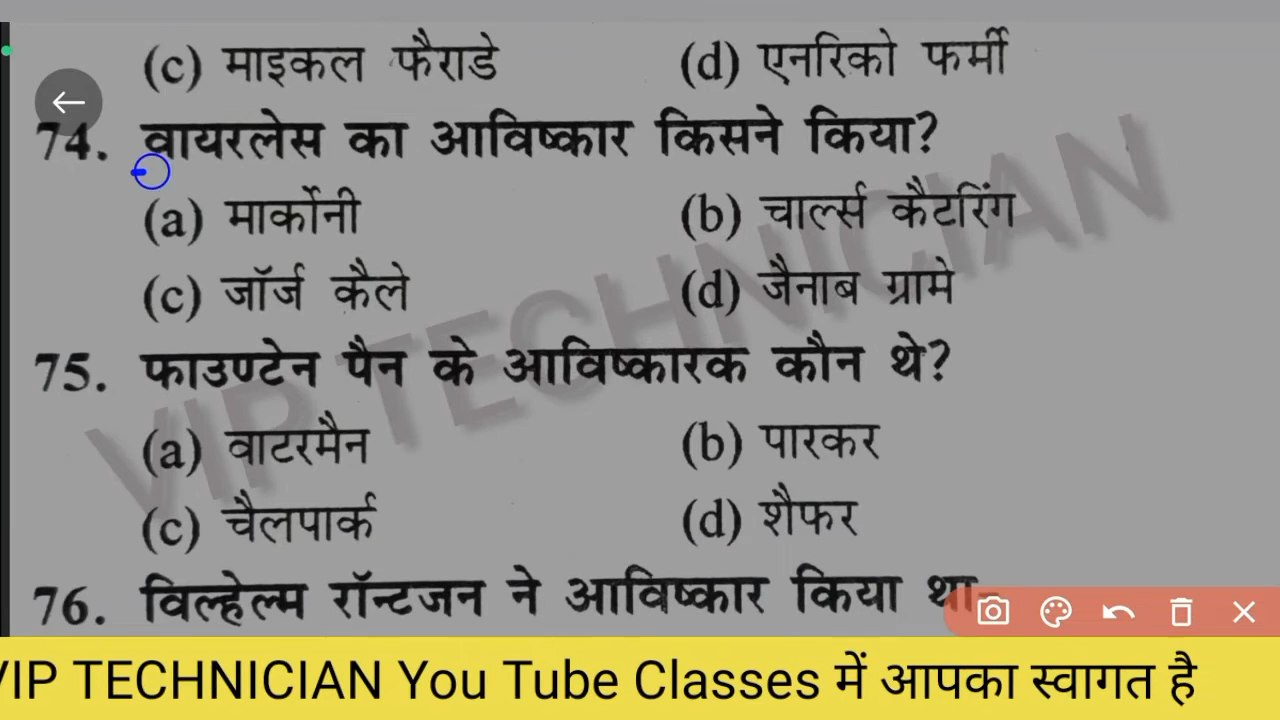 (c) माइकल फैराडे (d) एनरिको फर्मी
74. वायरलेस का आविष्कार किसने किया?
(a) मार्कोनी (b) चार्ल्स कैटरिंग
(c) जॉर्ज कैले (d) जैनाब ग्रामे
75. फाउण्टेन पैन के आविष्कारक कौन थे?
(a) वाटरमैन (b) पारकर
(c) चैलपार्क (d) शैफर
76. विल्हेल्म रॉन्टजन ने आविष्कार किया था-
VIP TECHNICIAN
VIP TECHNICIAN You Tube Classes में आपका स्वागत है